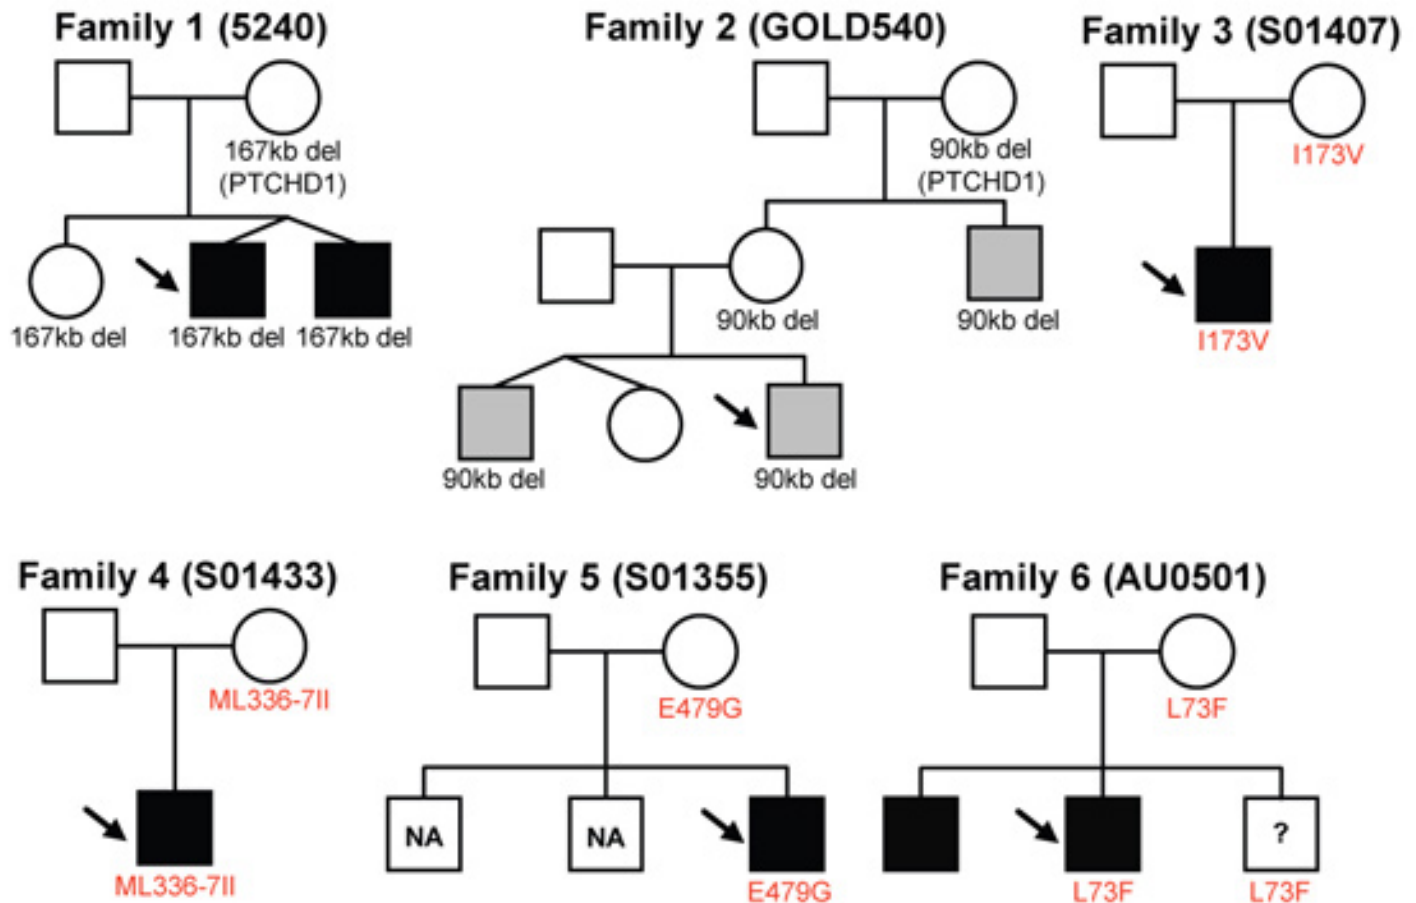 Family 1 (5240)
167kb del
(PTCHD1)
167kb del
167kb del
167kb del
Family 2 (GOLD540)
90kb del
(PTCHD1)
90kb del
90kb del
90kb del
90kb del
Family 3 (S01407)
I173V
I173V
Family 4 (S01433)
ML336-7II
ML336-7II
Family 5 (S01355)
E479G
NA
NA
E479G
Family 6 (AU0501)
L73F
?
L73F
L73F